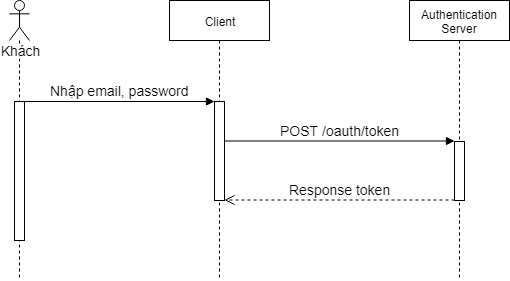 Khách
Client
Authentication
Server
Nhập email, password
POST /oauth/token
Response token